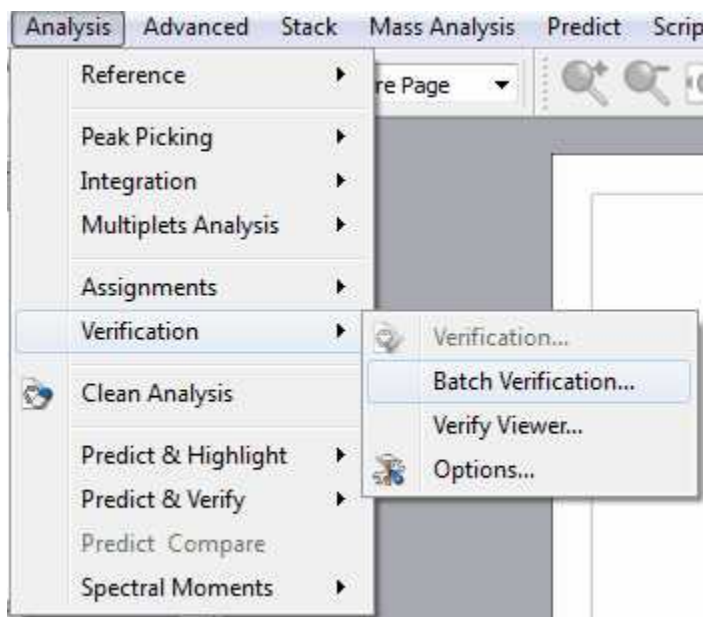 Analysis Advanced Stack Mass Analysis Predict Scrip
Reference
re Page
Peak Picking
Integration
Multiplets Analysis
Assignments
Verification
Verification...
Batch Verification...
Verify Viewer...
Options...
Clean Analysis
Predict & Highlight
Predict & Verify
Predict Compare
Spectral Moments